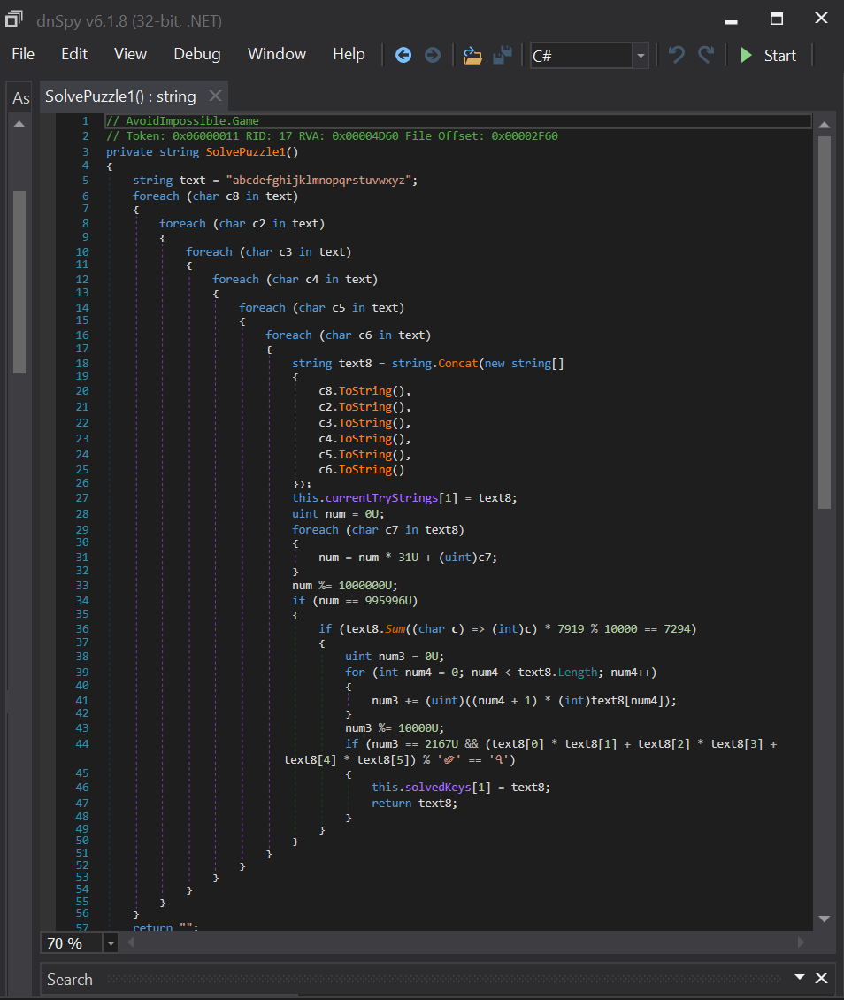 dnSpy v6.1.8 (32-bit, .NET)
File Edit View Debug Window Help C# Start
As SolvePuzzle1() : string
1 // AvoidImpossible.Game
2 // Token: 0x06000011 RID: 17 RVA: 0x00004D60 File Offset: 0x00002F60
3 private string SolvePuzzle1()
4 {
5 string text = "abcdefghijklmnopqrstuvwxyz";
6 foreach (char c8 in text)
7 {
8 foreach (char c2 in text)
9 {
10 foreach (char c3 in text)
11 {
12 foreach (char c4 in text)
13 {
14 foreach (char c5 in text)
15 {
16 foreach (char c6 in text)
17 {
18 string text8 = string.Concat(new string[]
19 {
20 c8.ToString(),
21 c2.ToString(),
22 c3.ToString(),
23 c4.ToString(),
24 c5.ToString(),
25 c6.ToString()
26 });
27 this.currentTryStrings[1] = text8;
28 uint num = 0U;
29 foreach (char c7 in text8)
30 {
31 num = num * 31U + (uint)c7;
32 }
33 num %= 1000000U;
34 if (num == 995996U)
35 {
36 if (text8.Sum((char c) => (int)c) * 7919 % 10000 == 7294)
37 {
38 uint num3 = 0U;
39 for (int num4 = 0; num4 < text8.Length; num4++)
40 {
41 num3 += (uint)((num4 + 1) * (int)text8[num4]);
42 }
43 num3 %= 10000U;
44 if (num3 == 2167U && (text8[0] * text8[1] + text8[2] * text8[3] +
text8[4] * text8[5]) % '' == '')
45 {
46 this.solvedKeys[1] = text8;
47 return text8;
48 }
49 }
50 }
51 }
52 }
53 }
54 }
55 }
56 }
57 return "";
70 %
Search